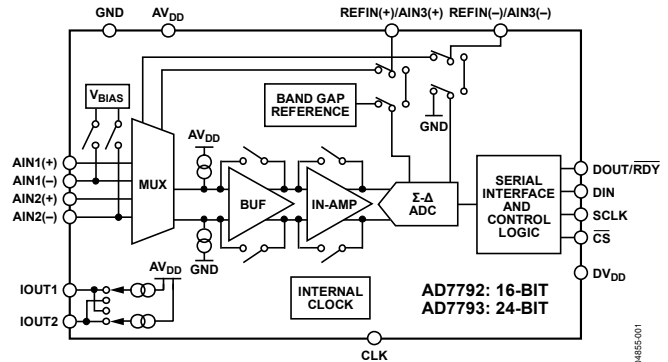 GND AVDD REFIN(+)/AIN3(+) REFIN(–)/AIN3(–)
VBIAS
BAND GAP
REFERENCE
GND
AVDD
AIN1(+)
AIN1(–)
AIN2(+)
AIN2(–)
MUX
BUF
IN-AMP
Σ-Δ
ADC
SERIAL
INTERFACE
AND
CONTROL
LOGIC
DOUT/RDY
DIN
SCLK
CS
GND
IOUT1
IOUT2
AVDD
INTERNAL
CLOCK
AD7792: 16-BIT
AD7793: 24-BIT
DVDD
CLK
04855-001